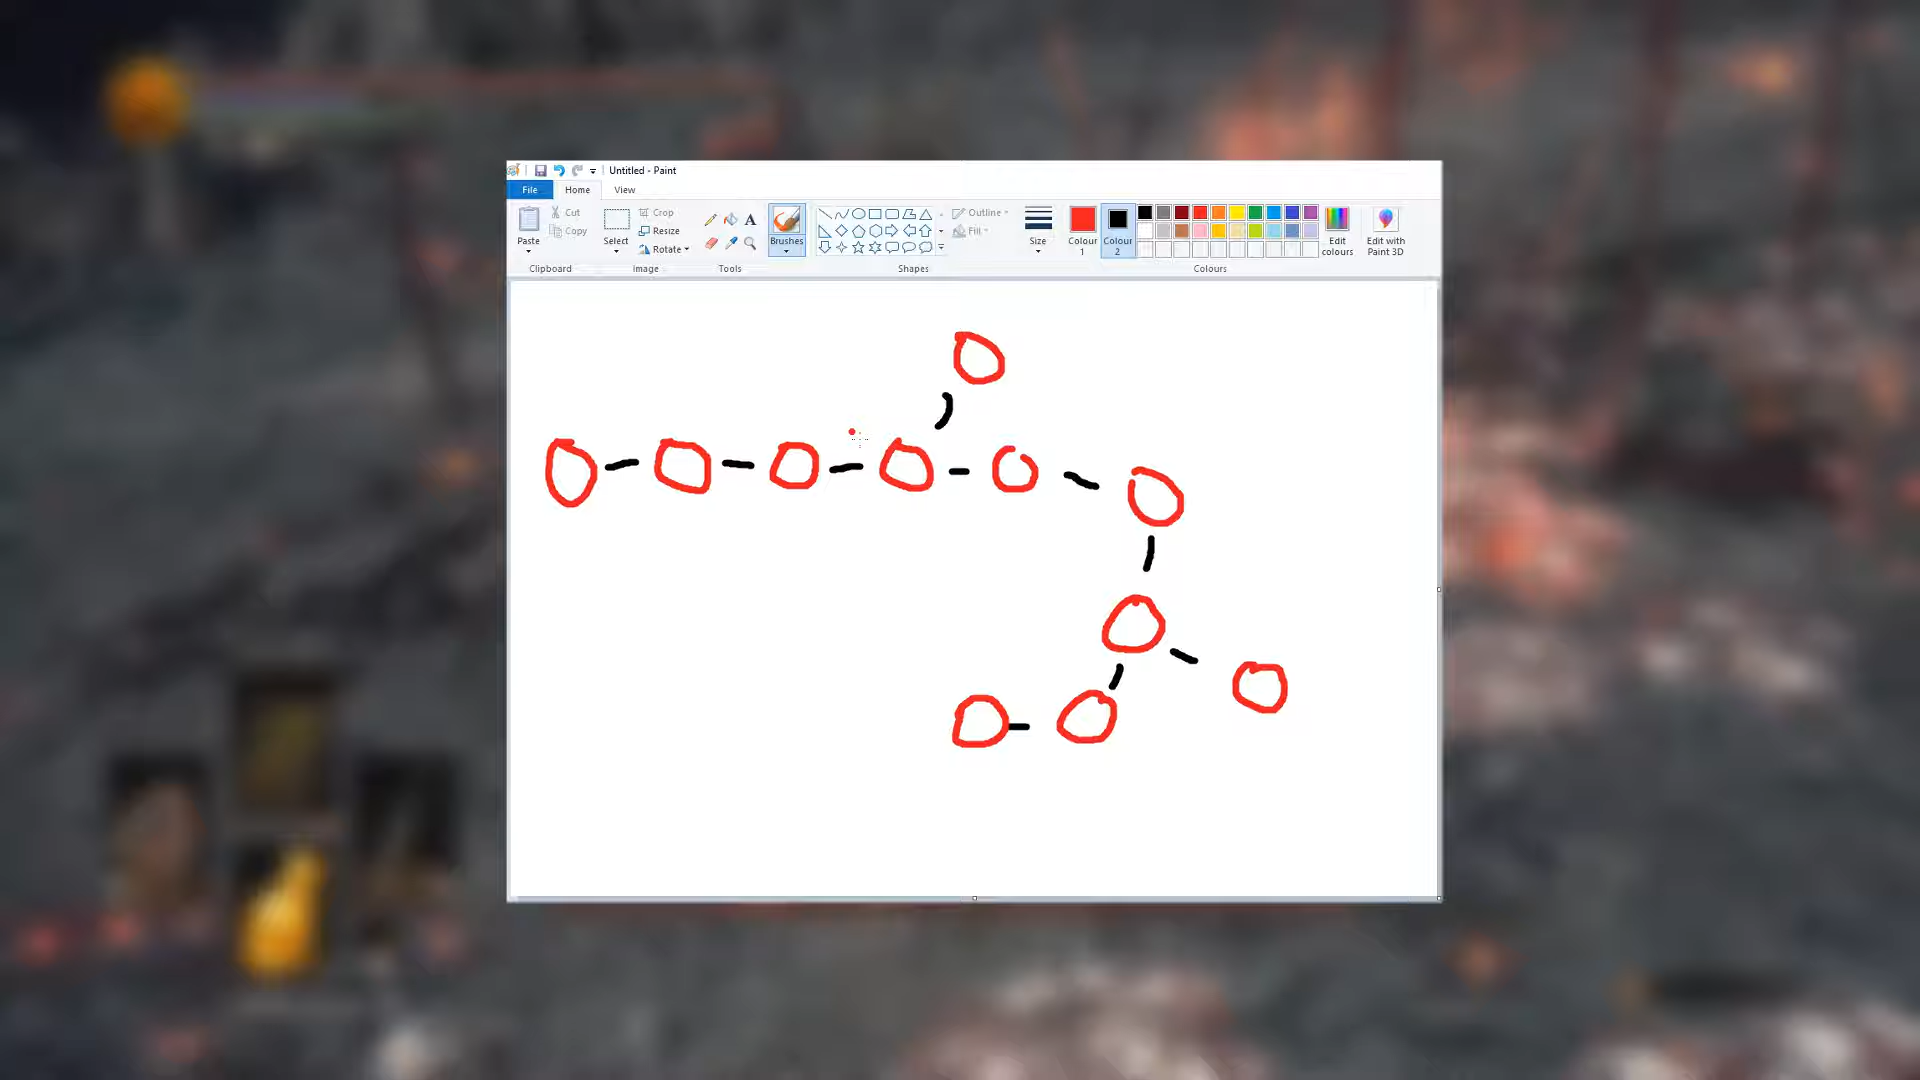 Untitled - Paint
File Home View
Paste
Cut
Copy
Clipboard
Select
Crop
Resize
Rotate
Image
A
Tools
Brushes
Outline
Fill
Shapes
Size
Colour 1
Colour 2
Edit colours
Edit with Paint 3D
Colours